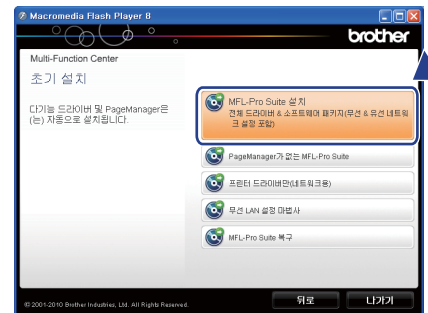 Macromedia Flash Player 8
brother
Multi-Function Center
초기 설치
다기능 드라이버 및 PageManager은
(는) 자동으로 설치됩니다.
MFL-Pro Suite 설치
전체 드라이버 & 소프트웨어 패키지(무선 & 유선 네트워
크 설정 포함)
PageManager가 없는 MFL-Pro Suite
프린터 드라이버만(네트워크용)
무선 LAN 설정 마법사
MFL-Pro Suite 복구
© 2001-2010 Brother Industries, Ltd. All Rights Reserved.
뒤로
나가기